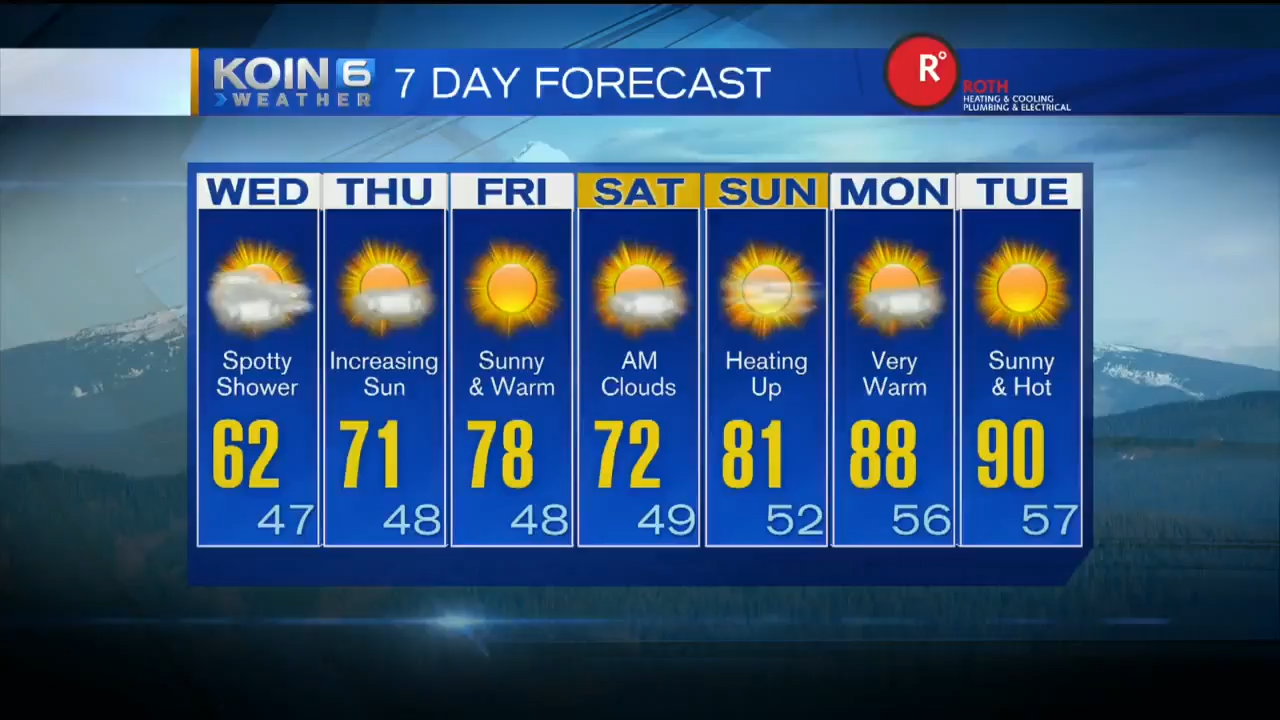 KOIN 6
WEATHER
7 DAY FORECAST
R°
ROTH
HEATING & COOLING
PLUMBING & ELECTRICAL
WED THU FRI SAT SUN MON TUE
Spotty Increasing Sunny AM Heating Very Sunny
Shower Sun & Warm Clouds Up Warm & Hot
62 71 78 72 81 88 90
47 48 48 49 52 56 57